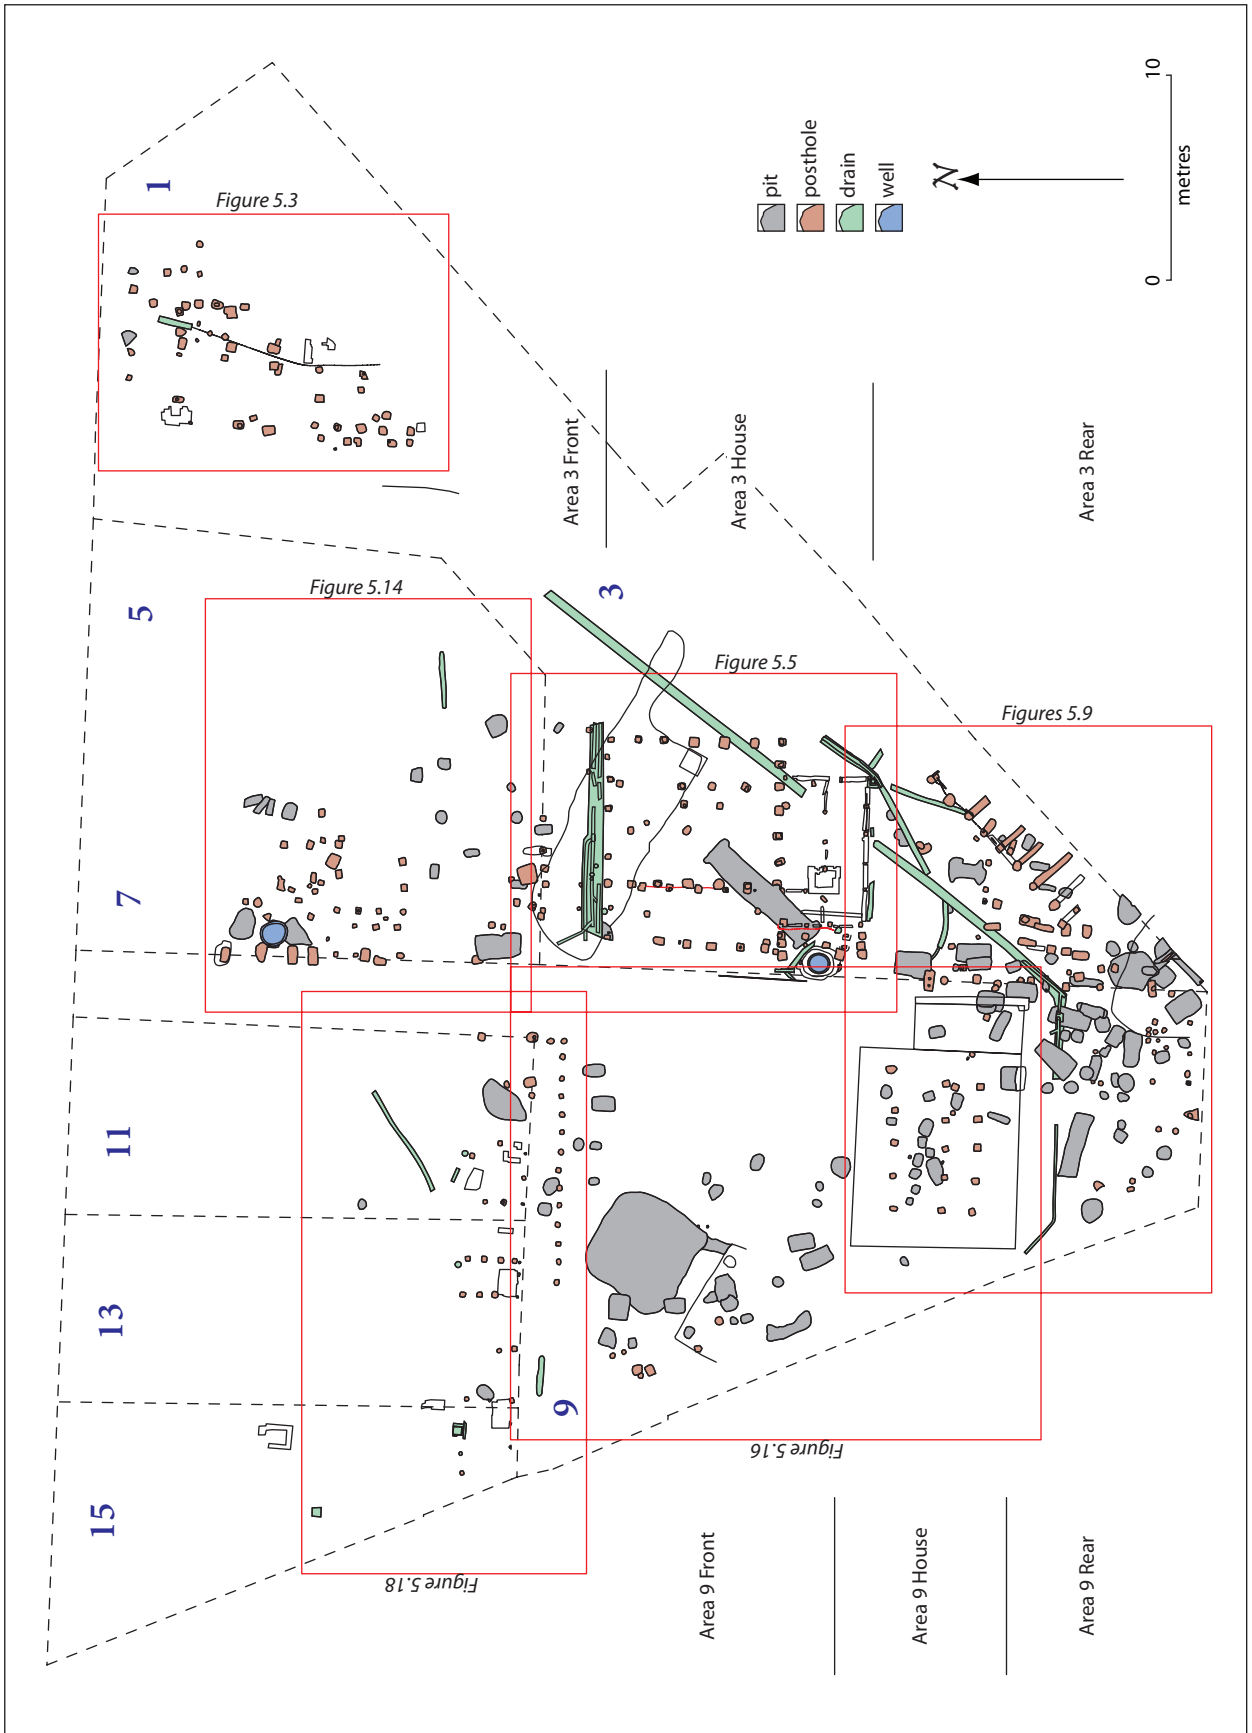 1
Figure 5.3
5
Figure 5.14
7
3
Figure 5.5
Figures 5.9
11
13
9
15
Figure 5.16
Figure 5.18
Area 3 Front
Area 3 House
Area 3 Rear
Area 9 Front
Area 9 House
Area 9 Rear
pit
posthole
drain
well
N
0
10
metres